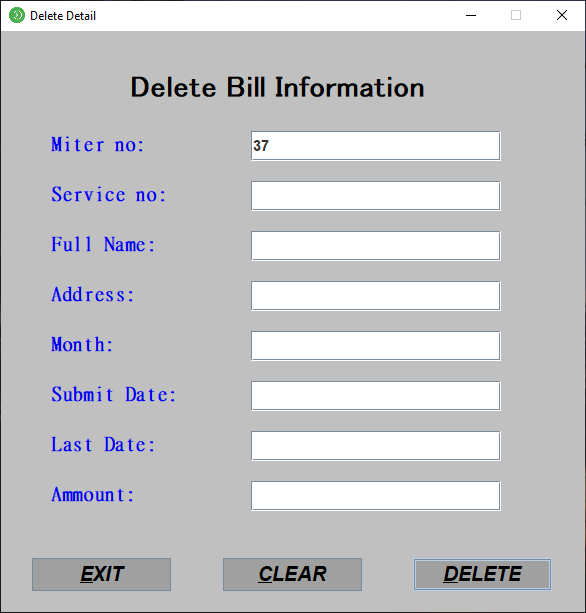 Delete Detail
Delete Bill Information
Miter no: 37
Service no:
Full Name:
Address:
Month:
Submit Date:
Last Date:
Ammount:
EXIT CLEAR DELETE